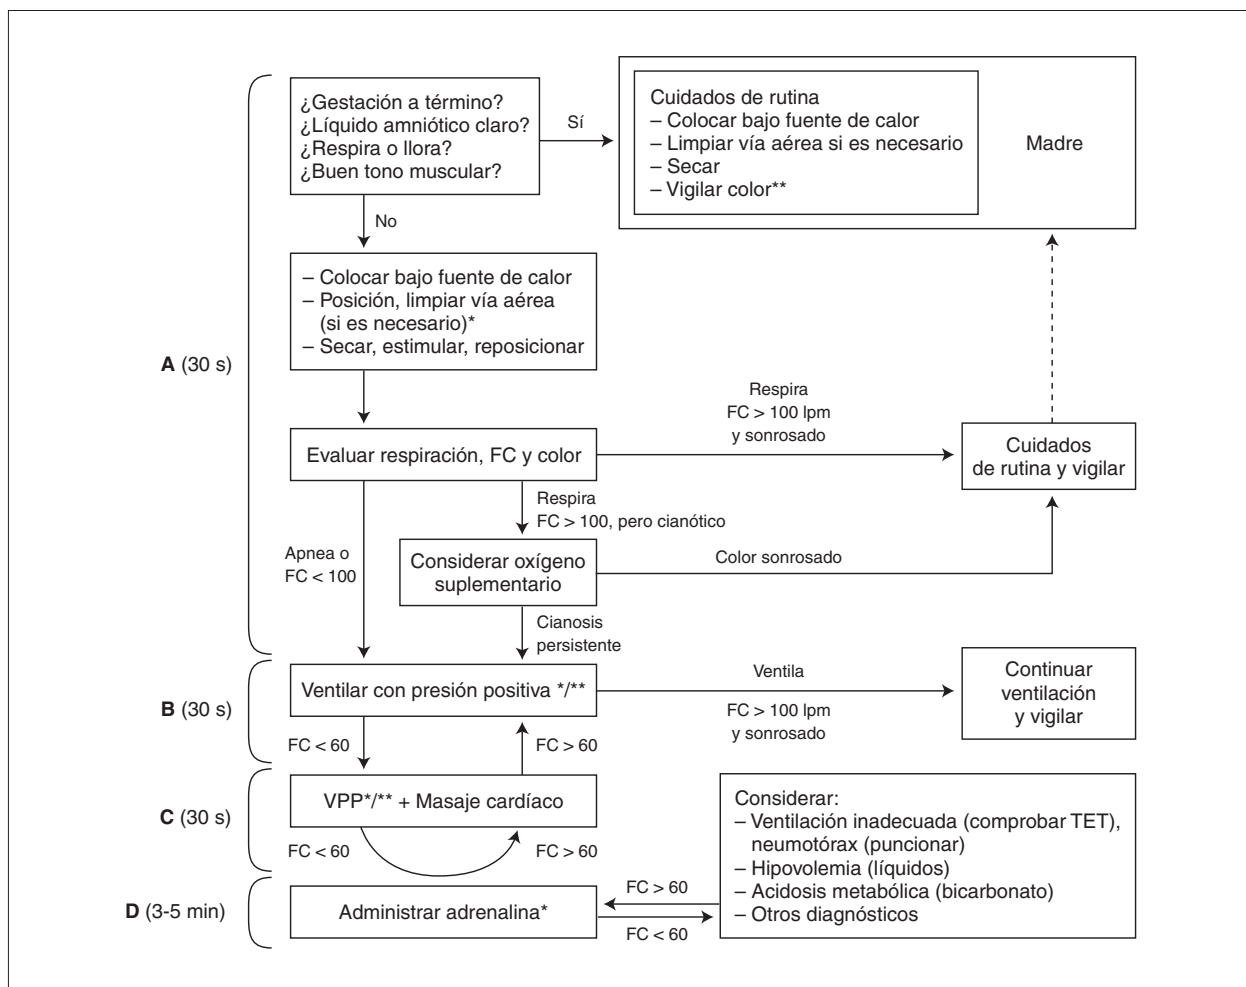 ¿Gestación a término?
¿Líquido amniótico claro?
¿Respira o llora?
¿Buen tono muscular?
Sí
Cuidados de rutina
– Colocar bajo fuente de calor
– Limpiar vía aérea si es necesario
– Secar
– Vigilar color**
Madre
No
– Colocar bajo fuente de calor
– Posición, limpiar vía aérea
(si es necesario)*
– Secar, estimular, reposicionar
A (30 s)
Evaluar respiración, FC y color
Respira
FC > 100 lpm
y sonrosado
Cuidados
de rutina y vigilar
Respira
FC > 100, pero cianótico
Apnea o
FC < 100
Considerar oxígeno
suplementario
Color sonrosado
Cianosis
persistente
B (30 s)
Ventilar con presión positiva */**
Ventila
FC > 100 lpm
y sonrosado
Continuar
ventilación
y vigilar
FC < 60
FC > 60
C (30 s)
VPP*/** + Masaje cardíaco
FC < 60
FC > 60
Considerar:
– Ventilación inadecuada (comprobar TET),
neumotórax (puncionar)
– Hipovolemia (líquidos)
– Acidosis metabólica (bicarbonato)
– Otros diagnósticos
D (3-5 min)
Administrar adrenalina*
FC > 60
FC < 60